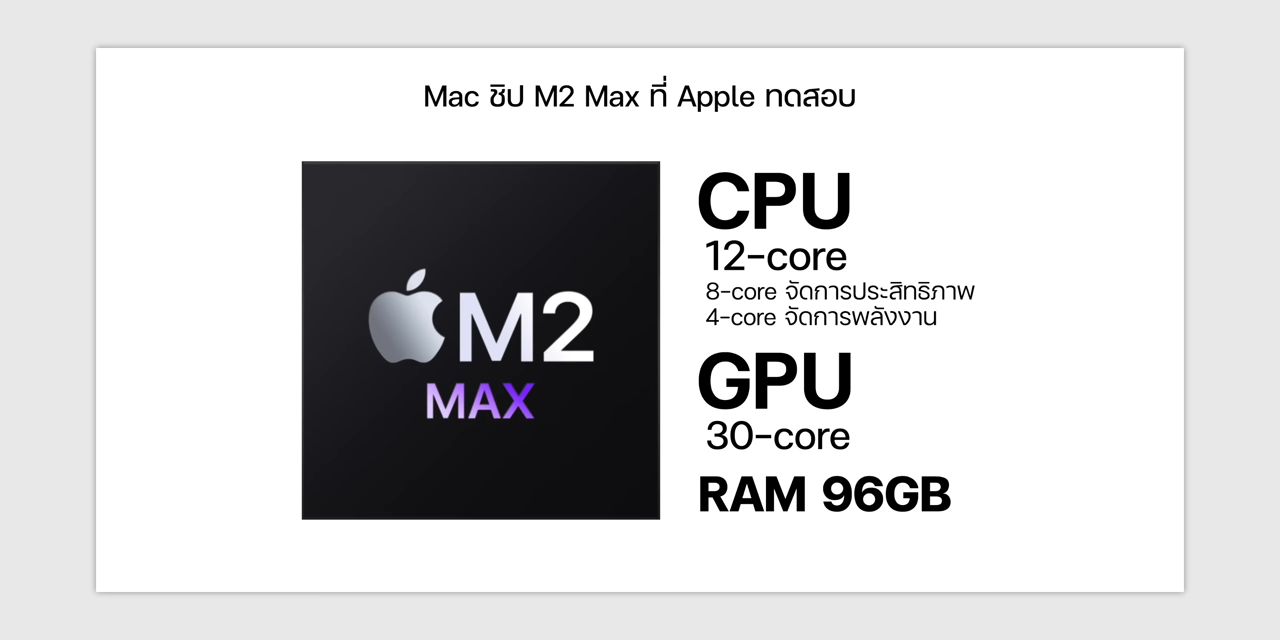 Mac ชิป M2 Max ที่ Apple ทดสอบ
M2
MAX
CPU
12-core
8-core จัดการประสิทธิภาพ
4-core จัดการพลังงาน
GPU
30-core
RAM 96GB